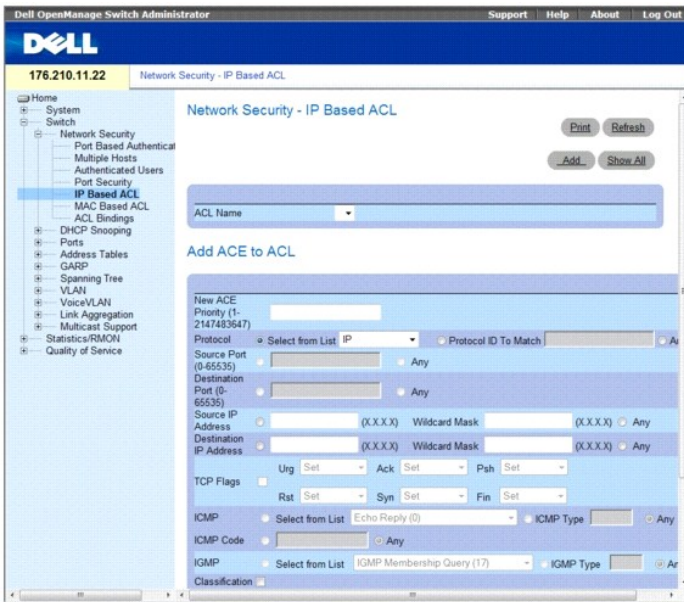 Dell OpenManage Switch Administrator Support Help About Log Out
DELL
176.210.11.22 Network Security - IP Based ACL
Home
System
Switch
Network Security
Port Based Authenticat
Multiple Hosts
Authenticated Users
Port Security
IP Based ACL
MAC Based ACL
ACL Bindings
DHCP Snooping
Ports
Address Tables
GARP
Spanning Tree
VLAN
VoiceVLAN
Link Aggregation
Multicast Support
Statistics/RMON
Quality of Service
Network Security - IP Based ACL
Print Refresh
Add Show All
ACL Name
Add ACE to ACL
New ACE
Priority (1-
2147483647)
Protocol Select from List IP Protocol ID To Match
Source Port
(0-65535) Any
Destination
Port (0-
65535) Any
Source IP
Address (X.X.X.X) Wildcard Mask (X.X.X.X) Any
Destination
IP Address (X.X.X.X) Wildcard Mask (X.X.X.X) Any
TCP Flags Urg Set Ack Set Psh Set
Rst Set Syn Set Fin Set
ICMP Select from List Echo Reply (0) ICMP Type Any
ICMP Code Any
IGMP Select from List IGMP Membership Query (17) IGMP Type Ar
Classification